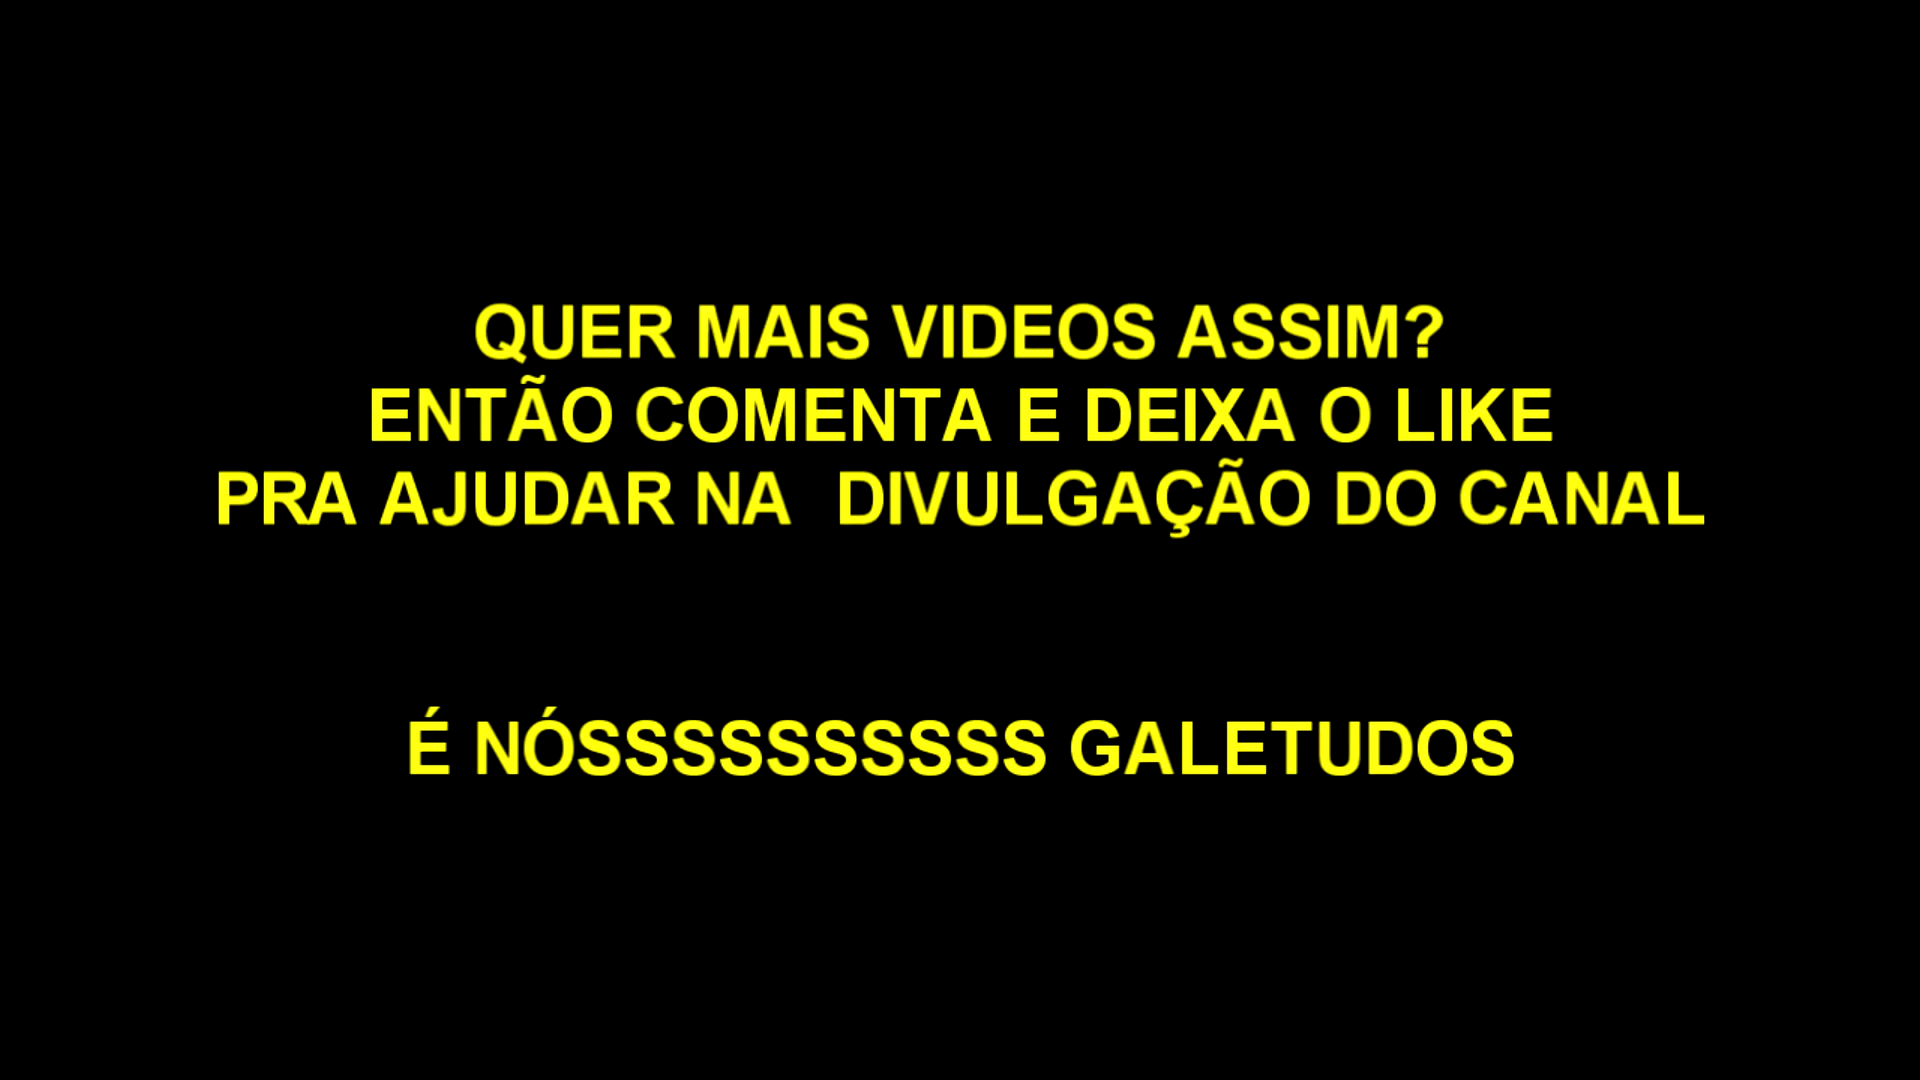 QUER MAIS VIDEOS ASSIM?
ENTÃO COMENTA E DEIXA O LIKE
PRA AJUDAR NA  DIVULGAÇÃO DO CANAL
É NÓSSSSSSSSSS GALETUDOS